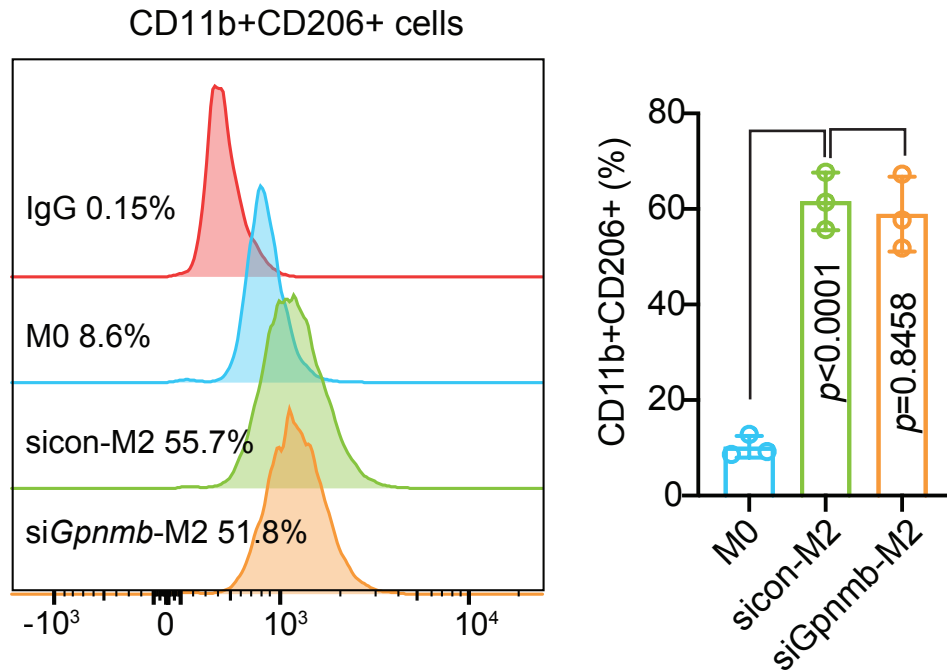 CD11b+CD206+ cells
IgG 0.15%
M0 8.6%
sicon-M2 55.7%
siGpnmb-M2 51.8%
-10³ 0 10³ 10⁴
CD11b+CD206+ (%)
80
60
40
20
0
p<0.0001
p=0.8458
M0
sicon-M2
siGpnmb-M2